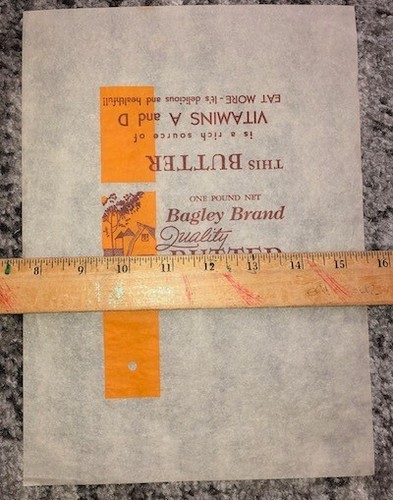 THIS BUTTER
is a rich source of
VITAMINS A and D
EAT MORE - It's delicious and healthful!
ONE POUND NET
Bagley Brand
Quality
BUTTER
8 9 10 11 12 13 14 15 16